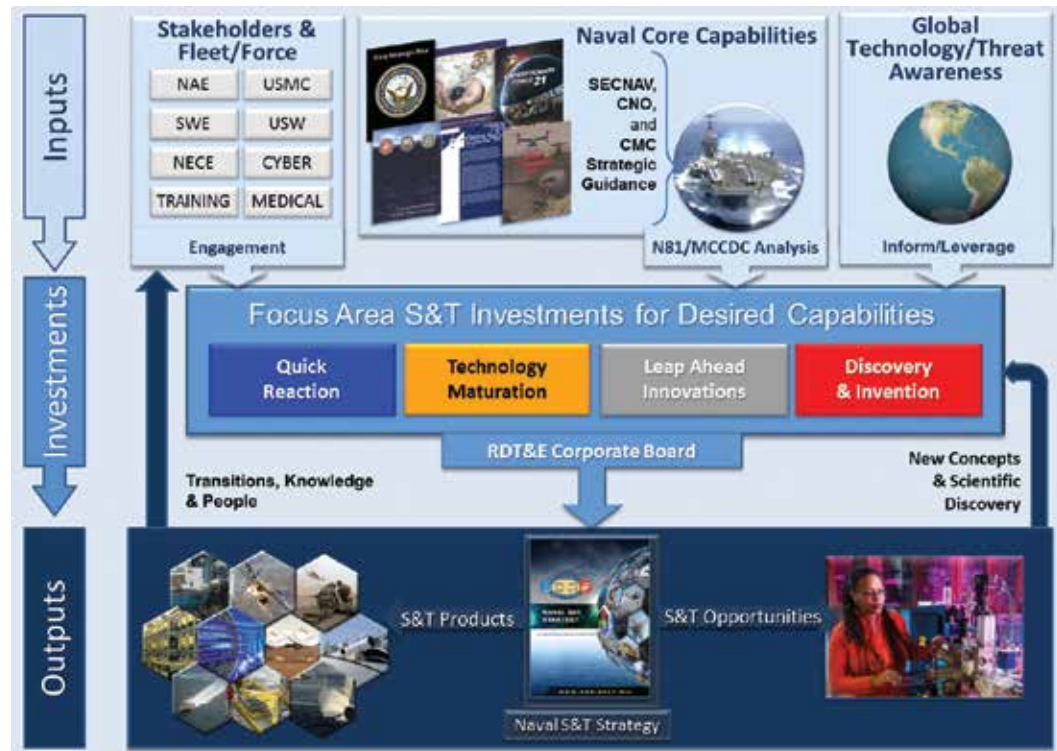 Inputs
Stakeholders &
Fleet/Force
NAE
USMC
SWE
USW
NECE
CYBER
TRAINING
MEDICAL
Engagement
Naval Core Capabilities
SECNAV,
CNO,
and
CMC
Strategic
Guidance
21
N81/MCCDC Analysis
Global
Technology/Threat
Awareness
Inform/Leverage
Investments
Focus Area S&T Investments for Desired Capabilities
Quick
Reaction
Technology
Maturation
Leap Ahead
Innovations
Discovery
& Invention
RDT&E Corporate Board
Transitions, Knowledge
& People
New Concepts
& Scientific
Discovery
Outputs
S&T Products
NAVAL S&T
STRATEGY
S&T Opportunities
Naval S&T Strategy